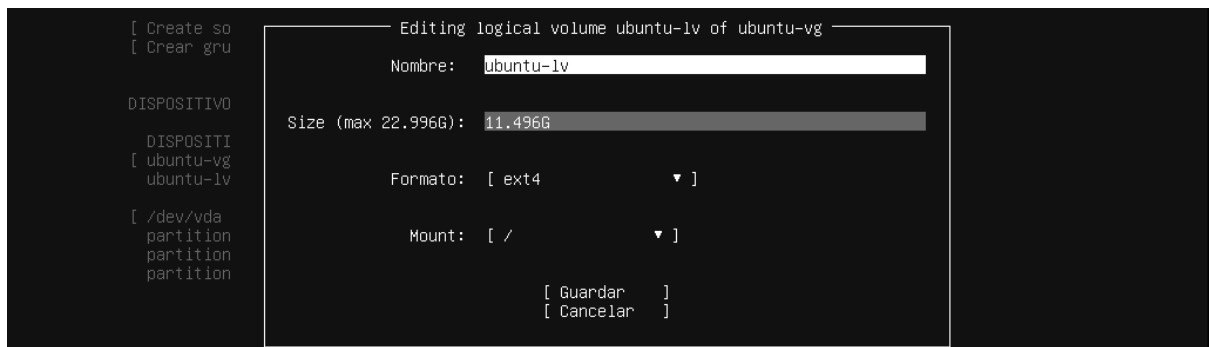 [ Create so
[ Crear gru
DISPOSITIVO
DISPOSITI
[ ubuntu-vg
ubuntu-lv
[ /dev/vda
partition
partition
partition
Editing logical volume ubuntu-lv of ubuntu-vg
Nombre: ubuntu-lv
Size (max 22.996G): 11.496G
Formato: [ ext4 ▾ ]
Mount: [ / ▾ ]
[ Guardar ]
[ Cancelar ]